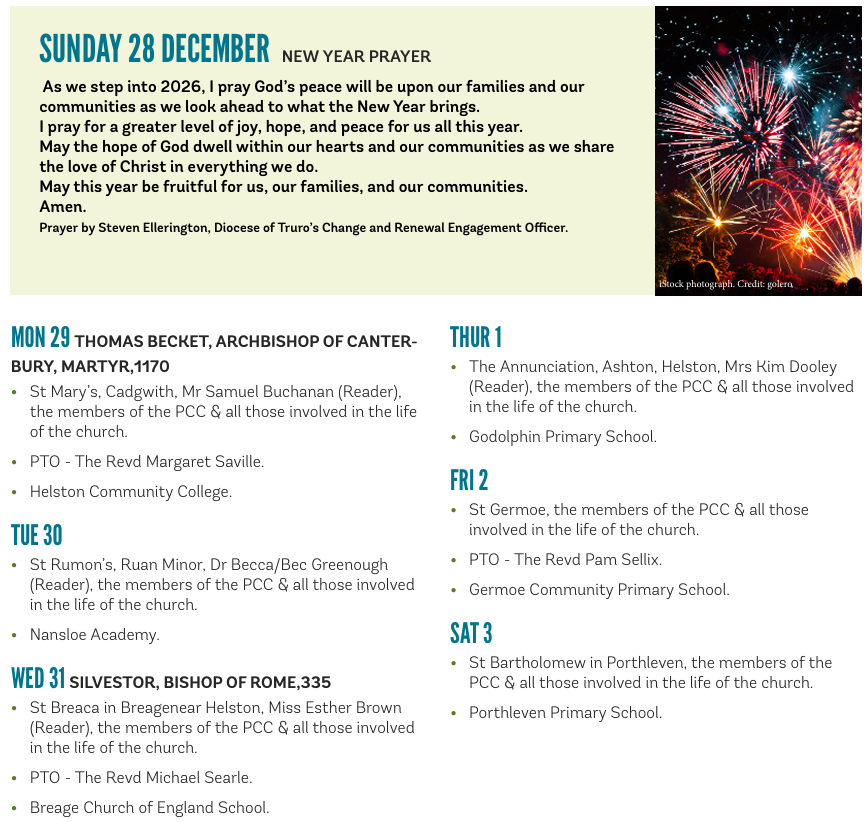 SUNDAY 28 DECEMBER NEW YEAR PRAYER
As we step into 2026, I pray God's peace will be upon our families and our
communities as we look ahead to what the New Year brings.
I pray for a greater level of joy, hope, and peace for us all this year.
May the hope of God dwell within our hearts and our communities as we share
the love of Christ in everything we do.
May this year be fruitful for us, our families, and our communities.
Amen.
Prayer by Steven Ellerington, Diocese of Truro's Change and Renewal Engagement Officer.
iStock photograph. Credit: golero
MON 29 THOMAS BECKET, ARCHBISHOP OF CANTER-
BURY, MARTYR,1170
• St Mary's, Cadgwith, Mr Samuel Buchanan (Reader),
the members of the PCC & all those involved in the life
of the church.
• PTO - The Revd Margaret Saville.
• Helston Community College.
TUE 30
• St Rumon's, Ruan Minor, Dr Becca/Bec Greenough
(Reader), the members of the PCC & all those involved
in the life of the church.
• Nansloe Academy.
WED 31 SILVESTOR, BISHOP OF ROME,335
• St Breaca in Breagenear Helston, Miss Esther Brown
(Reader), the members of the PCC & all those involved
in the life of the church.
• PTO - The Revd Michael Searle.
• Breage Church of England School.
THUR 1
• The Annunciation, Ashton, Helston, Mrs Kim Dooley
(Reader), the members of the PCC & all those involved
in the life of the church.
• Godolphin Primary School.
FRI 2
• St Germoe, the members of the PCC & all those
involved in the life of the church.
• PTO - The Revd Pam Sellix.
• Germoe Community Primary School.
SAT 3
• St Bartholomew in Porthleven, the members of the
PCC & all those involved in the life of the church.
• Porthleven Primary School.